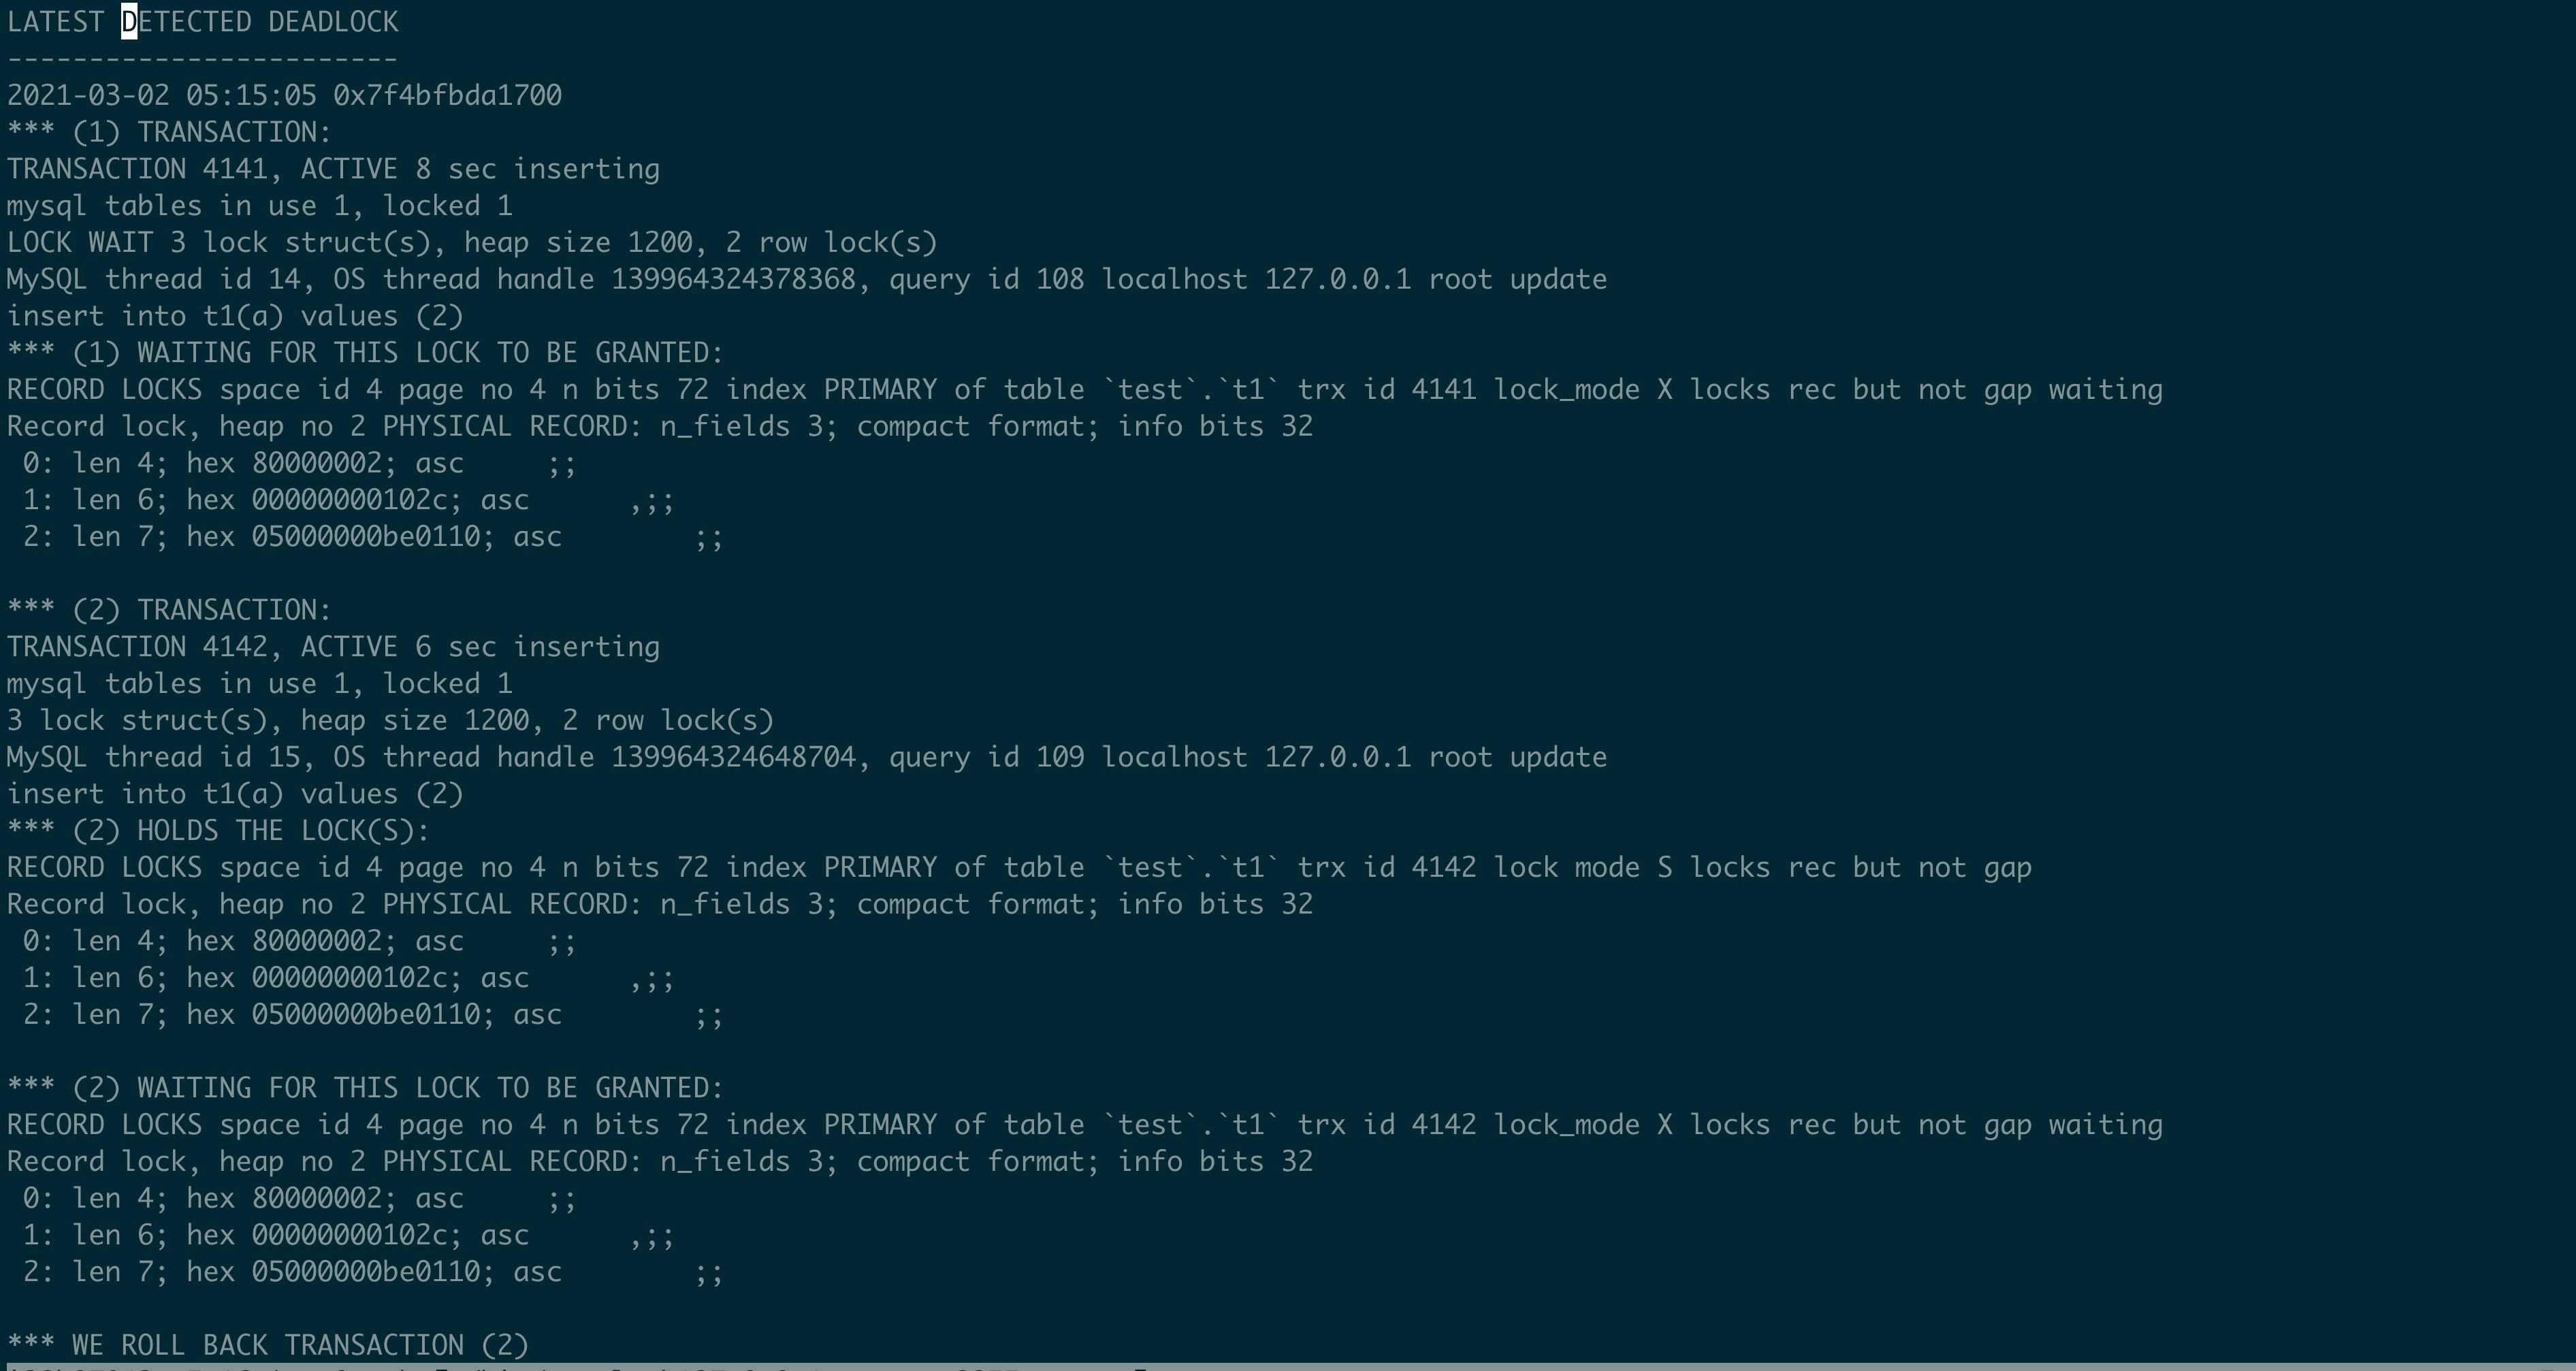 LATEST DETECTED DEADLOCK
------------------------
2021-03-02 05:15:05 0x7f4bfbda1700
*** (1) TRANSACTION:
TRANSACTION 4141, ACTIVE 8 sec inserting
mysql tables in use 1, locked 1
LOCK WAIT 3 lock struct(s), heap size 1200, 2 row lock(s)
MySQL thread id 14, OS thread handle 139964324378368, query id 108 localhost 127.0.0.1 root update
insert into t1(a) values (2)
*** (1) WAITING FOR THIS LOCK TO BE GRANTED:
RECORD LOCKS space id 4 page no 4 n bits 72 index PRIMARY of table `test`.`t1` trx id 4141 lock_mode X locks rec but not gap waiting
Record lock, heap no 2 PHYSICAL RECORD: n_fields 3; compact format; info bits 32
 0: len 4; hex 80000002; asc     ;;
 1: len 6; hex 00000000102c; asc      ,;;
 2: len 7; hex 05000000be0110; asc        ;;

*** (2) TRANSACTION:
TRANSACTION 4142, ACTIVE 6 sec inserting
mysql tables in use 1, locked 1
3 lock struct(s), heap size 1200, 2 row lock(s)
MySQL thread id 15, OS thread handle 139964324648704, query id 109 localhost 127.0.0.1 root update
insert into t1(a) values (2)
*** (2) HOLDS THE LOCK(S):
RECORD LOCKS space id 4 page no 4 n bits 72 index PRIMARY of table `test`.`t1` trx id 4142 lock mode S locks rec but not gap
Record lock, heap no 2 PHYSICAL RECORD: n_fields 3; compact format; info bits 32
 0: len 4; hex 80000002; asc     ;;
 1: len 6; hex 00000000102c; asc      ,;;
 2: len 7; hex 05000000be0110; asc        ;;

*** (2) WAITING FOR THIS LOCK TO BE GRANTED:
RECORD LOCKS space id 4 page no 4 n bits 72 index PRIMARY of table `test`.`t1` trx id 4142 lock_mode X locks rec but not gap waiting
Record lock, heap no 2 PHYSICAL RECORD: n_fields 3; compact format; info bits 32
 0: len 4; hex 80000002; asc     ;;
 1: len 6; hex 00000000102c; asc      ,;;
 2: len 7; hex 05000000be0110; asc        ;;

*** WE ROLL BACK TRANSACTION (2)